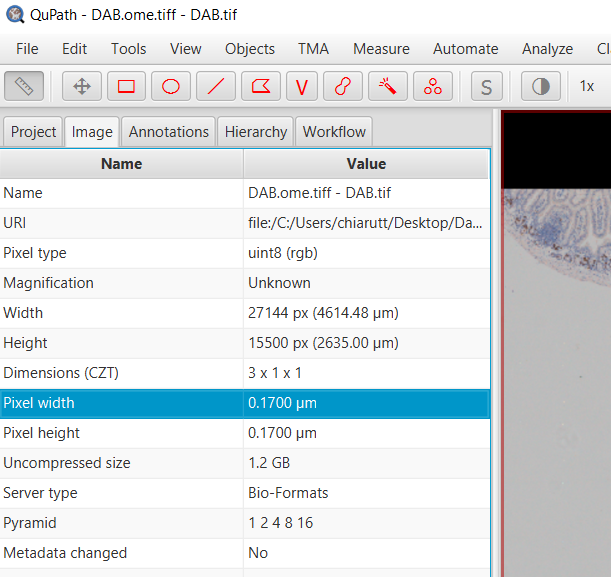 QuPath - DAB.ome.tiff - DAB.tif
File Edit Tools View Objects TMA Measure Automate Analyze Cl
V S 1x
Project Image Annotations Hierarchy Workflow
Name Value
Name DAB.ome.tiff - DAB.tif
URI file:/C:/Users/chiarutt/Desktop/Da...
Pixel type uint8 (rgb)
Magnification Unknown
Width 27144 px (4614.48 µm)
Height 15500 px (2635.00 µm)
Dimensions (CZT) 3 x 1 x 1
Pixel width 0.1700 µm
Pixel height 0.1700 µm
Uncompressed size 1.2 GB
Server type Bio-Formats
Pyramid 1 2 4 8 16
Metadata changed No